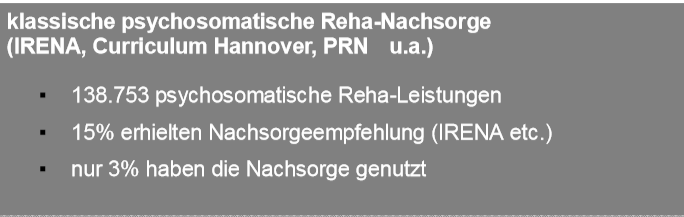 klassische psychosomatische Reha-Nachsorge
(IRENA, Curriculum Hannover, PRN u.a.)
▪ 138.753 psychosomatische Reha-Leistungen
▪ 15% erhielten Nachsorgeempfehlung (IRENA etc.)
▪ nur 3% haben die Nachsorge genutzt